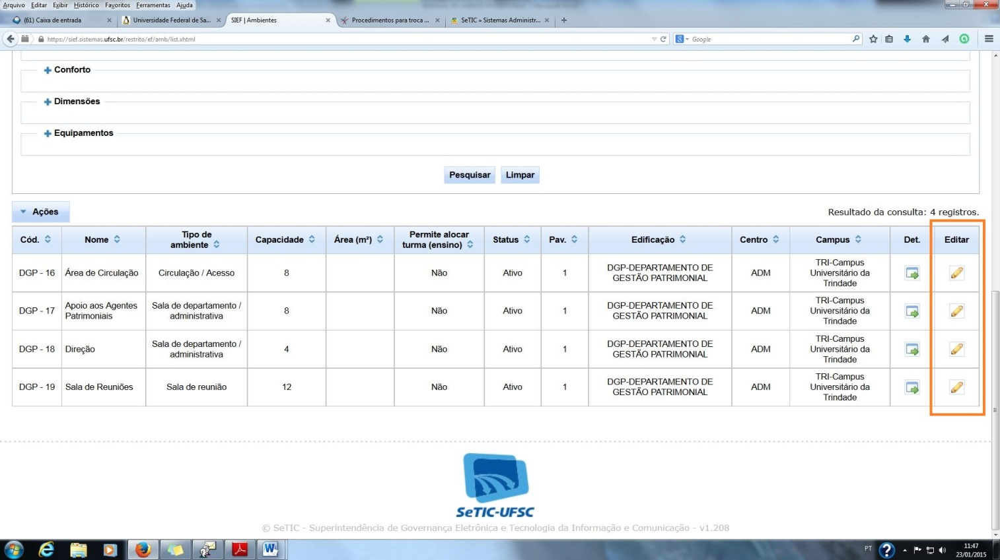 Arquivo Editar Exibir Histórico Favoritos Ferramentas Ajuda
(61) Caixa de entrada × Universidade Federal de Sa... × SIEF | Ambientes × Procedimentos para troca ... × SeTIC » Sistemas Administr... × +
https://sief.sistemas.ufsc.br/restrito/ef/amb/list.xhtml Google
Conforto
Dimensões
Equipamentos
Pesquisar Limpar
Ações Resultado da consulta: 4 registros.
Cód. Nome Tipo de ambiente Capacidade Área (m²) Permite alocar turma (ensino) Status Pav. Edificação Centro Campus Det. Editar
DGP - 16 Área de Circulação Circulação / Acesso 8 Não Ativo 1 DGP-DEPARTAMENTO DE GESTÃO PATRIMONIAL ADM TRI-Campus Universitário da Trindade
DGP - 17 Apoio aos Agentes Patrimoniais Sala de departamento / administrativa 8 Não Ativo 1 DGP-DEPARTAMENTO DE GESTÃO PATRIMONIAL ADM TRI-Campus Universitário da Trindade
DGP - 18 Direção Sala de departamento / administrativa 4 Não Ativo 1 DGP-DEPARTAMENTO DE GESTÃO PATRIMONIAL ADM TRI-Campus Universitário da Trindade
DGP - 19 Sala de Reuniões Sala de reunião 12 Não Ativo 1 DGP-DEPARTAMENTO DE GESTÃO PATRIMONIAL ADM TRI-Campus Universitário da Trindade
SeTIC-UFSC
© SeTIC - Superintendência de Governança Eletrônica e Tecnologia da Informação e Comunicação - v1.208
PT 11:47
23/01/2015